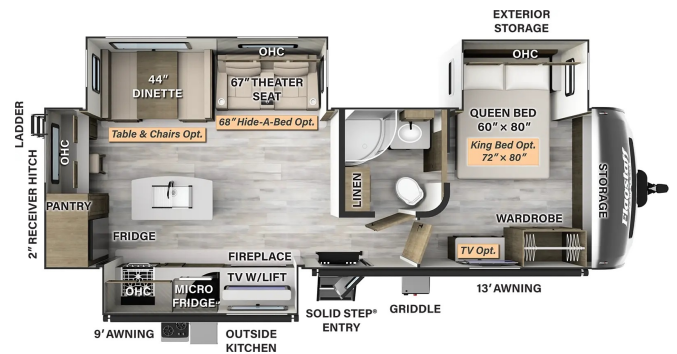 EXTERIOR
STORAGE
OHC
OHC
44"
DINETTE
67" THEATER
SEAT
QUEEN BED
60" × 80"
King Bed Opt.
72" × 80"
68" Hide-A-Bed Opt.
Table & Chairs Opt.
LADDER
OHC
2" RECEIVER HITCH
PANTRY
LINEN
STORAGE
Flagstaff
FRIDGE
WARDROBE
TV Opt.
FIREPLACE
TV W/LIFT
OHC
MICRO
FRIDGE
13' AWNING
SOLID STEP®
ENTRY
GRIDDLE
9' AWNING
OUTSIDE
KITCHEN